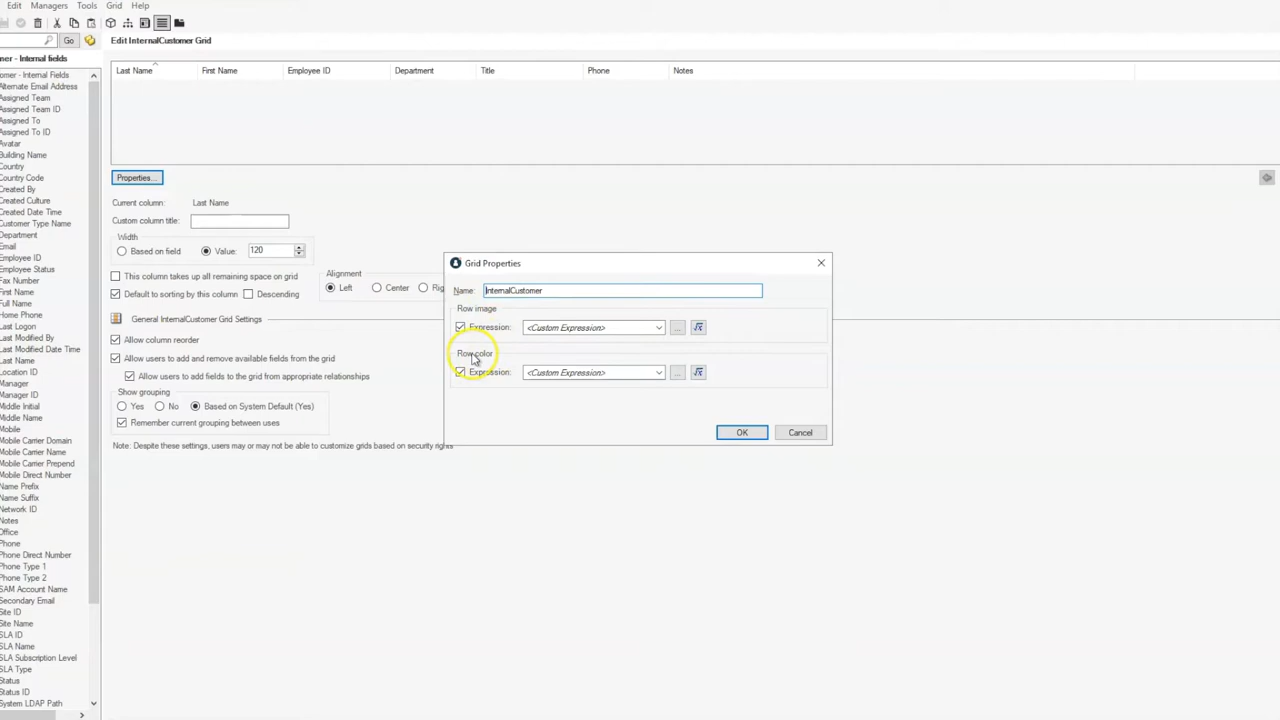 Edit Managers Tools Grid Help
Go
Edit InternalCustomer Grid
omer - Internal fields
Last Name First Name Employee ID Department Title Phone Notes
omer - Internal Fields
Alternate Email Address
Assigned Team
Assigned Team ID
Assigned To
Assigned To ID
Avatar
Building Name
Country
Country Code
Created By
Created Culture
Created Date Time
Customer Type Name
Department
Email
Employee ID
Employee Status
Fax Number
First Name
Full Name
Home Phone
Last Logon
Last Modified By
Last Modified Date Time
Last Name
Location ID
Manager
Manager ID
Middle Initial
Middle Name
Mobile
Mobile Carrier Domain
Mobile Carrier Name
Mobile Carrier Prepend
Mobile Direct Number
Name Prefix
Name Suffix
Network ID
Notes
Office
Phone
Phone Direct Number
Phone Type 1
Phone Type 2
SAM Account Name
Secondary Email
Site ID
Site Name
SLA ID
SLA Name
SLA Subscription Level
SLA Type
Status
Status ID
System LDAP Path
Properties...
Current column: Last Name
Custom column title:
Width
Based on field Value: 120
This column takes up all remaining space on grid
Default to sorting by this column Descending
Alignment
Left Center Rig
General InternalCustomer Grid Settings
Allow column reorder
Allow users to add and remove available fields from the grid
Allow users to add fields to the grid from appropriate relationships
Show grouping
Yes No Based on System Default (Yes)
Remember current grouping between uses
Note: Despite these settings, users may or may not be able to customize grids based on security rights
Grid Properties
Name: InternalCustomer
Row image
Expression: <Custom Expression> ...
Row color
Expression: <Custom Expression> ...
OK Cancel